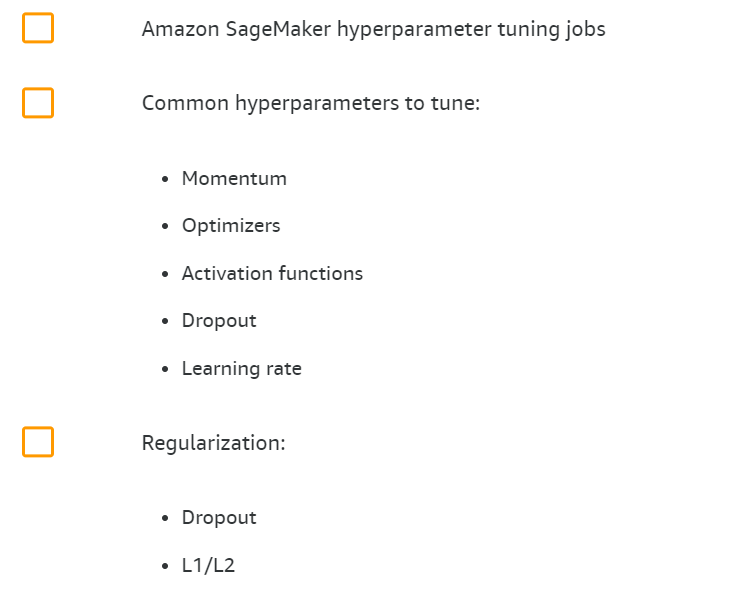 Amazon SageMaker hyperparameter tuning jobs
Common hyperparameters to tune:
• Momentum
• Optimizers
• Activation functions
• Dropout
• Learning rate
Regularization:
• Dropout
• L1/L2